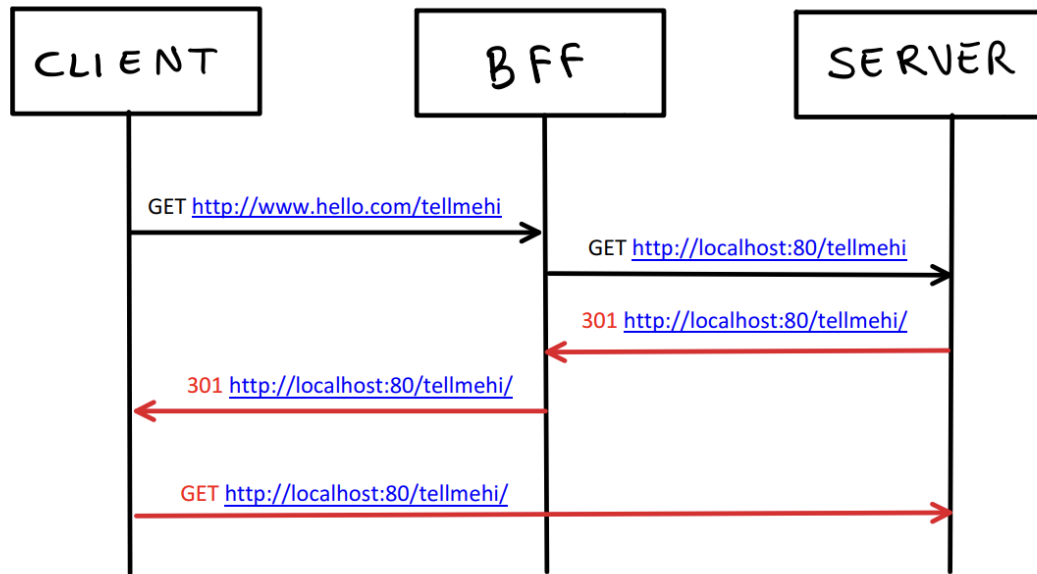 CLIENT
BFF
SERVER
GET http://www.hello.com/tellmehi
GET http://localhost:80/tellmehi
301 http://localhost:80/tellmehi/
301 http://localhost:80/tellmehi/
GET http://localhost:80/tellmehi/